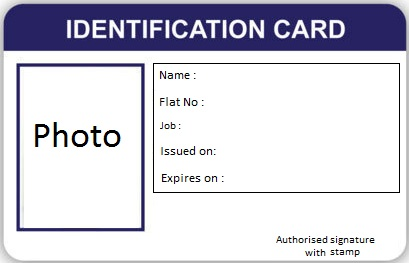 IDENTIFICATION CARD
Photo
Name :
Flat No :
Job :
Issued on:
Expires on :
Authorised signature
with stamp